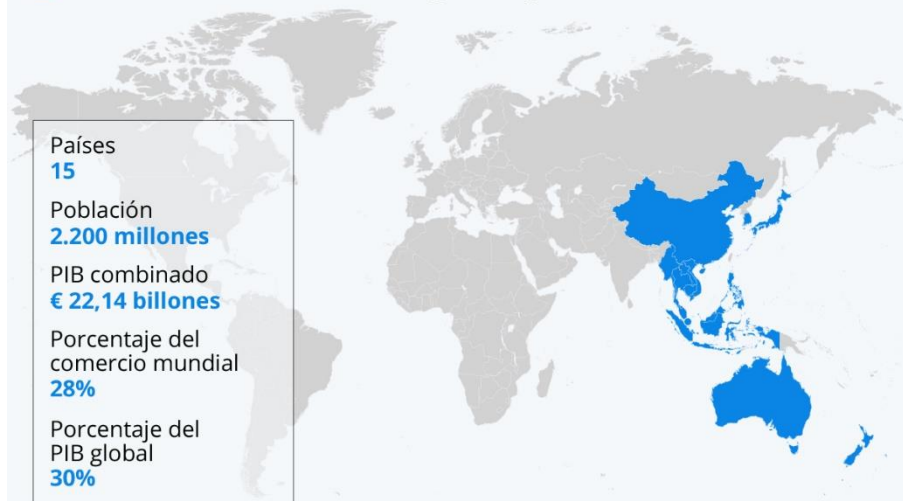 Países
15
Población
2.200 millones
PIB combinado
€ 22,14 billones
Porcentaje del
comercio mundial
28%
Porcentaje del
PIB global
30%